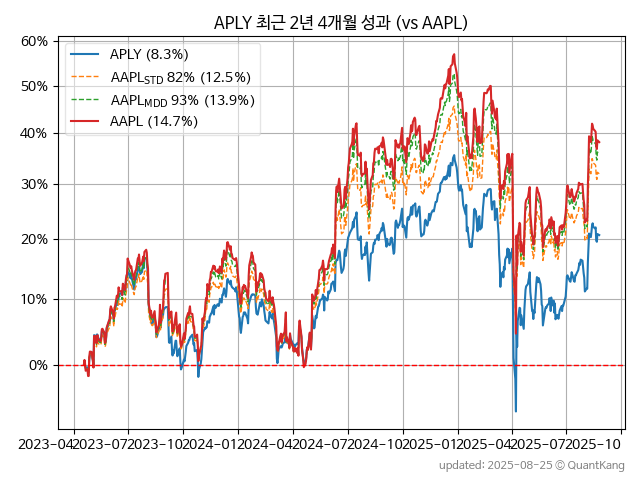 APLY 최근 2년 4개월 성과 (vs AAPL)
APLY (8.3%)
AAPL_STD 82% (12.5%)
AAPL_MDD 93% (13.9%)
AAPL (14.7%)
60%
50%
40%
30%
20%
10%
0%
2023-04 2023-07 2023-10 2024-01 2024-04 2024-07 2024-10 2025-01 2025-04 2025-07 2025-10
updated: 2025-08-25 © QuantKang